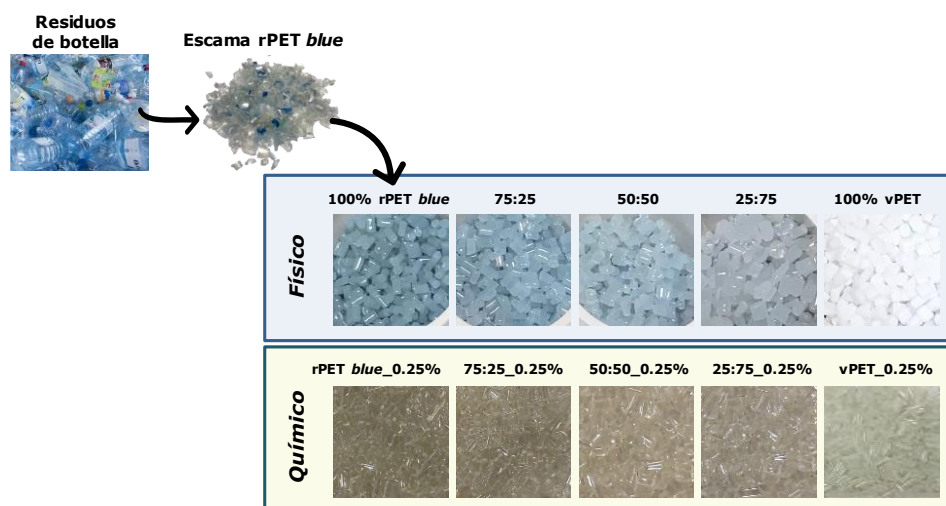 Residuos
de botella
Escama rPET blue
100% rPET blue 75:25 50:50 25:75 100% vPET
Físico
rPET blue_0.25% 75:25_0.25% 50:50_0.25% 25:75_0.25% vPET_0.25%
Químico